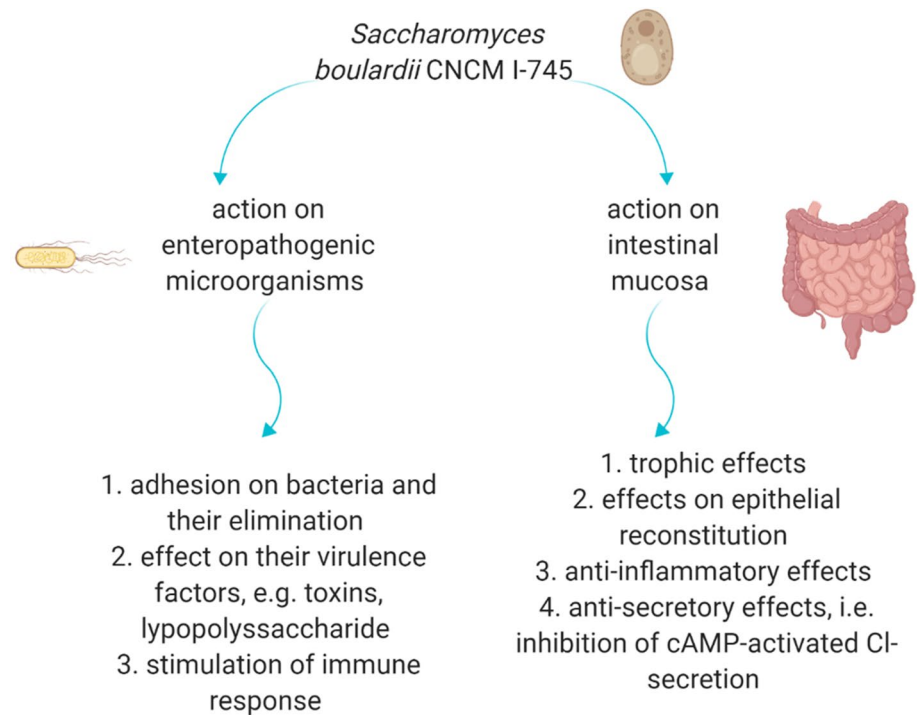 Saccharomyces
boulardii CNCM I-745
action on
enteropathogenic
microorganisms
action on
intestinal
mucosa
1. adhesion on bacteria and
their elimination
2. effect on their virulence
factors, e.g. toxins,
lypopolyssaccharide
3. stimulation of immune
response
1. trophic effects
2. effects on epithelial
reconstitution
3. anti-inflammatory effects
4. anti-secretory effects, i.e.
inhibition of cAMP-activated Cl-
secretion